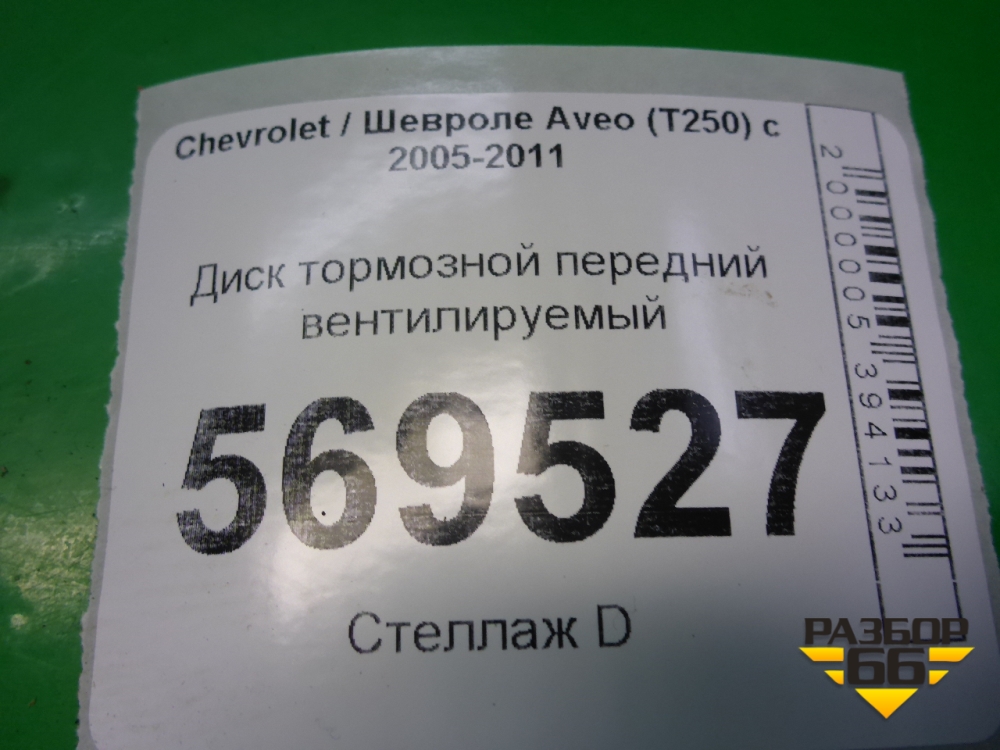 Chevrolet / Шевроле Aveo (T250) с
2005-2011
Диск тормозной передний
вентилируемый
569527
Стеллаж D
2000005394133
РАЗБОР
66